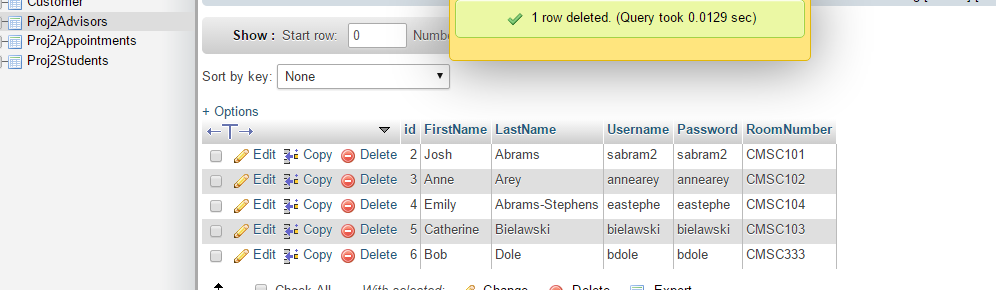 Customer
Proj2Advisors
Proj2Appointments
Proj2Students
1 row deleted. (Query took 0.0129 sec)
Show : Start row: 0
Sort by key: None
+ Options
id FirstName LastName Username Password RoomNumber
Edit Copy Delete 2 Josh Abrams sabram2 sabram2 CMSC101
Edit Copy Delete 3 Anne Arey annearey annearey CMSC102
Edit Copy Delete 4 Emily Abrams-Stephens eastephe eastephe CMSC104
Edit Copy Delete 5 Catherine Bielawski bielawski bielawski CMSC103
Edit Copy Delete 6 Bob Dole bdole bdole CMSC333
Check All With selected: Change Delete Export